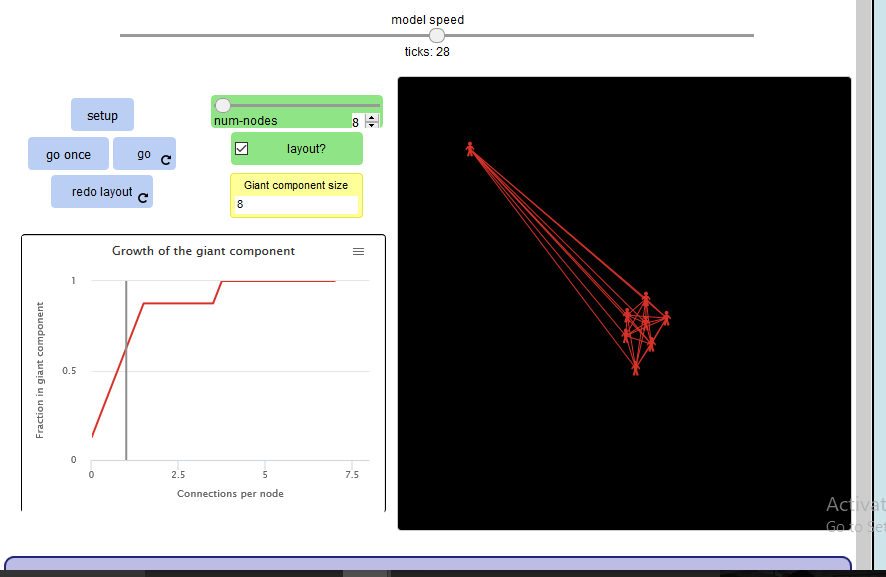 model speed
ticks: 28
setup
num-nodes 8
go once
go
layout?
redo layout
Giant component size
8
Growth of the giant component
Fraction in giant component
1
0.5
0
0
2.5
5
7.5
Connections per node
Activat
Go to Set